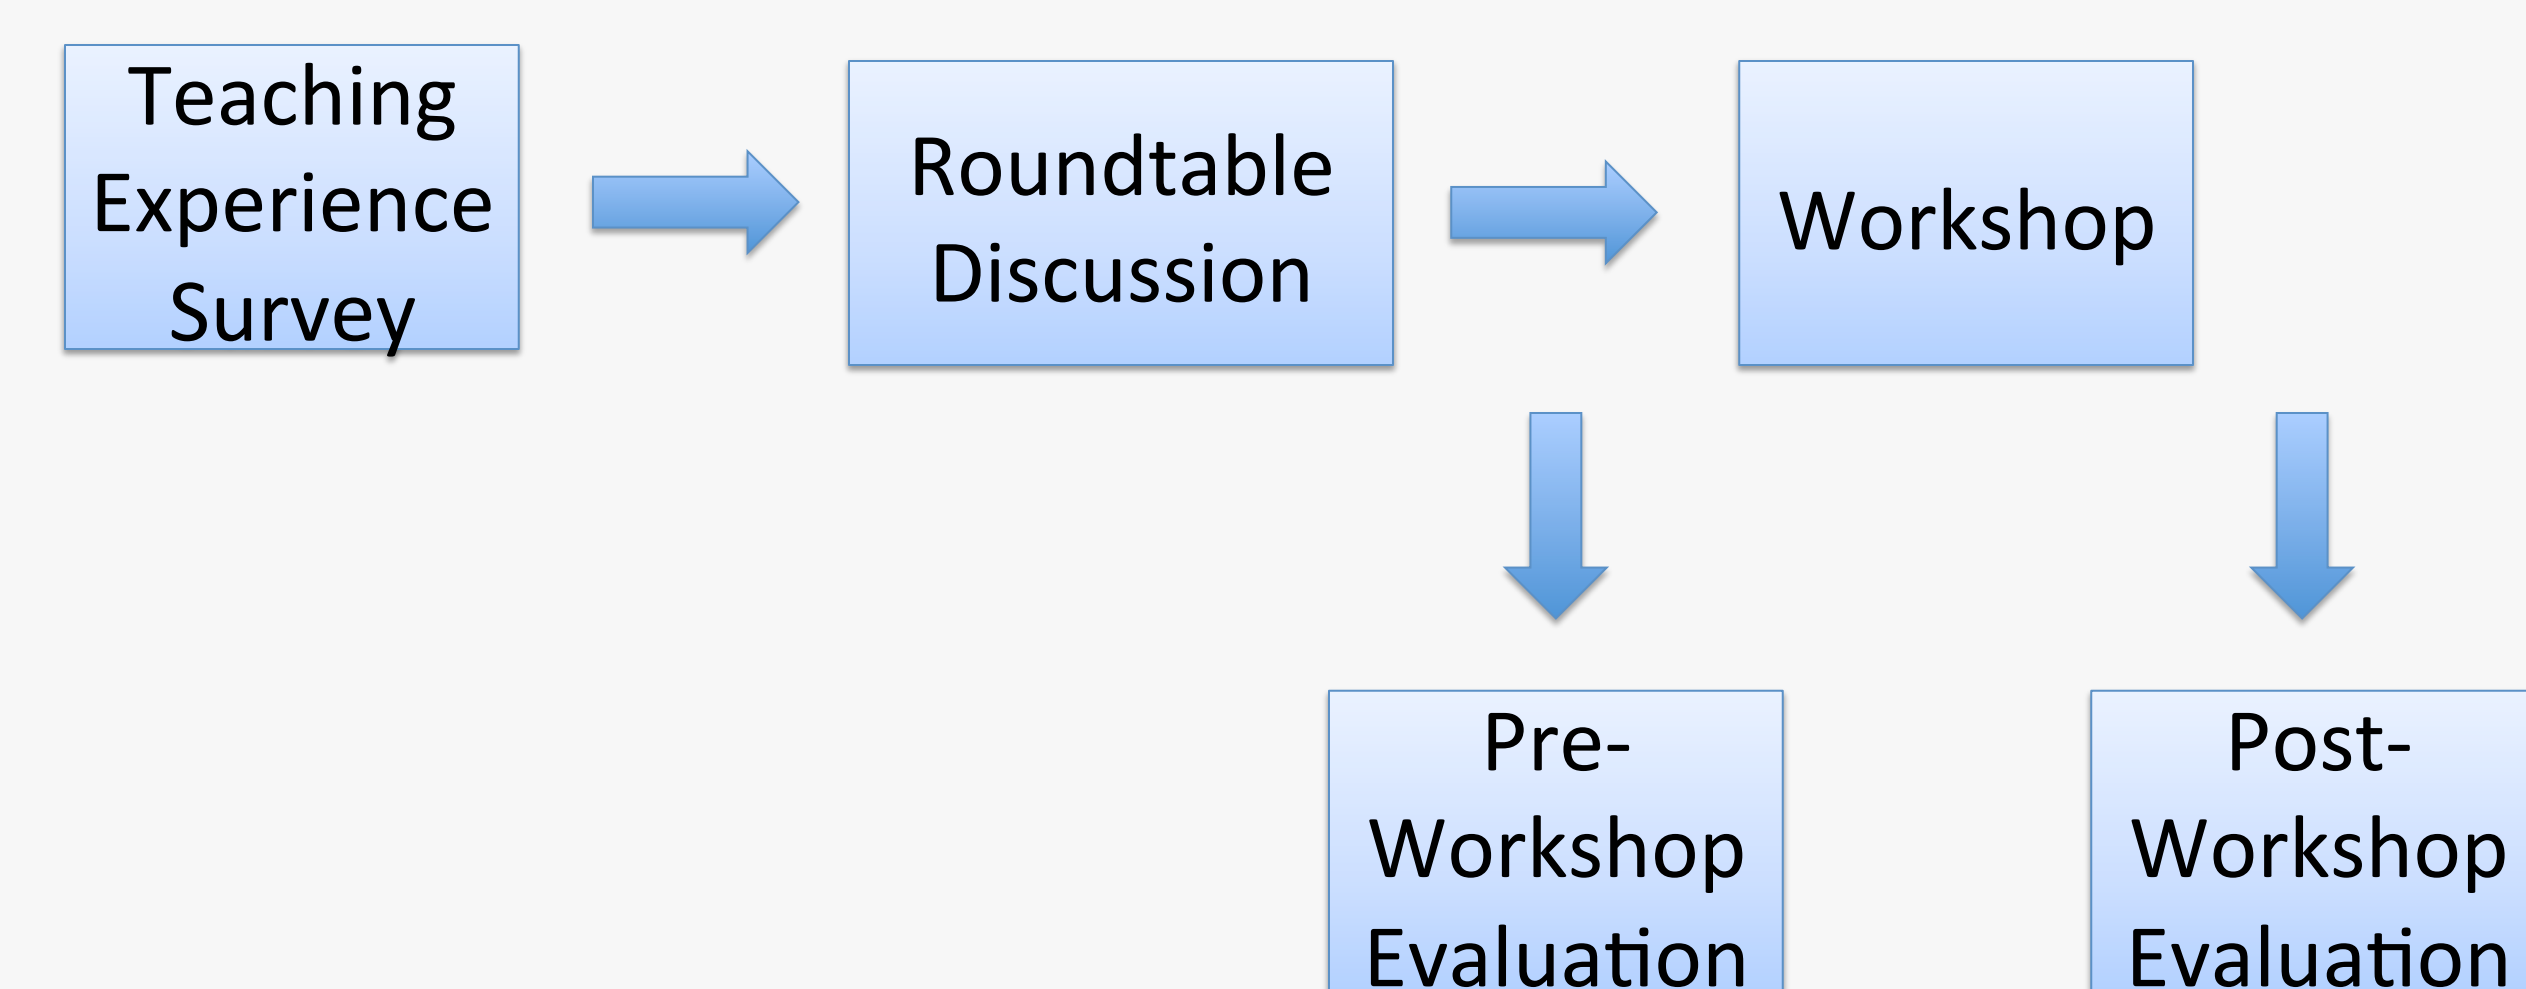 Teaching
Experience
Survey
Roundtable
Discussion
Workshop
Pre-
Workshop
Evaluation
Post-
Workshop
Evaluation